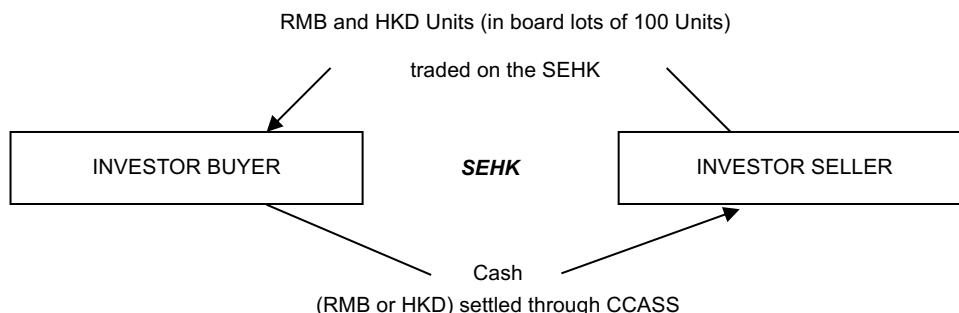 RMB and HKD Units (in board lots of 100 Units)
traded on the SEHK
INVESTOR BUYER
SEHK
INVESTOR SELLER
Cash
(RMB or HKD) settled through CCASS